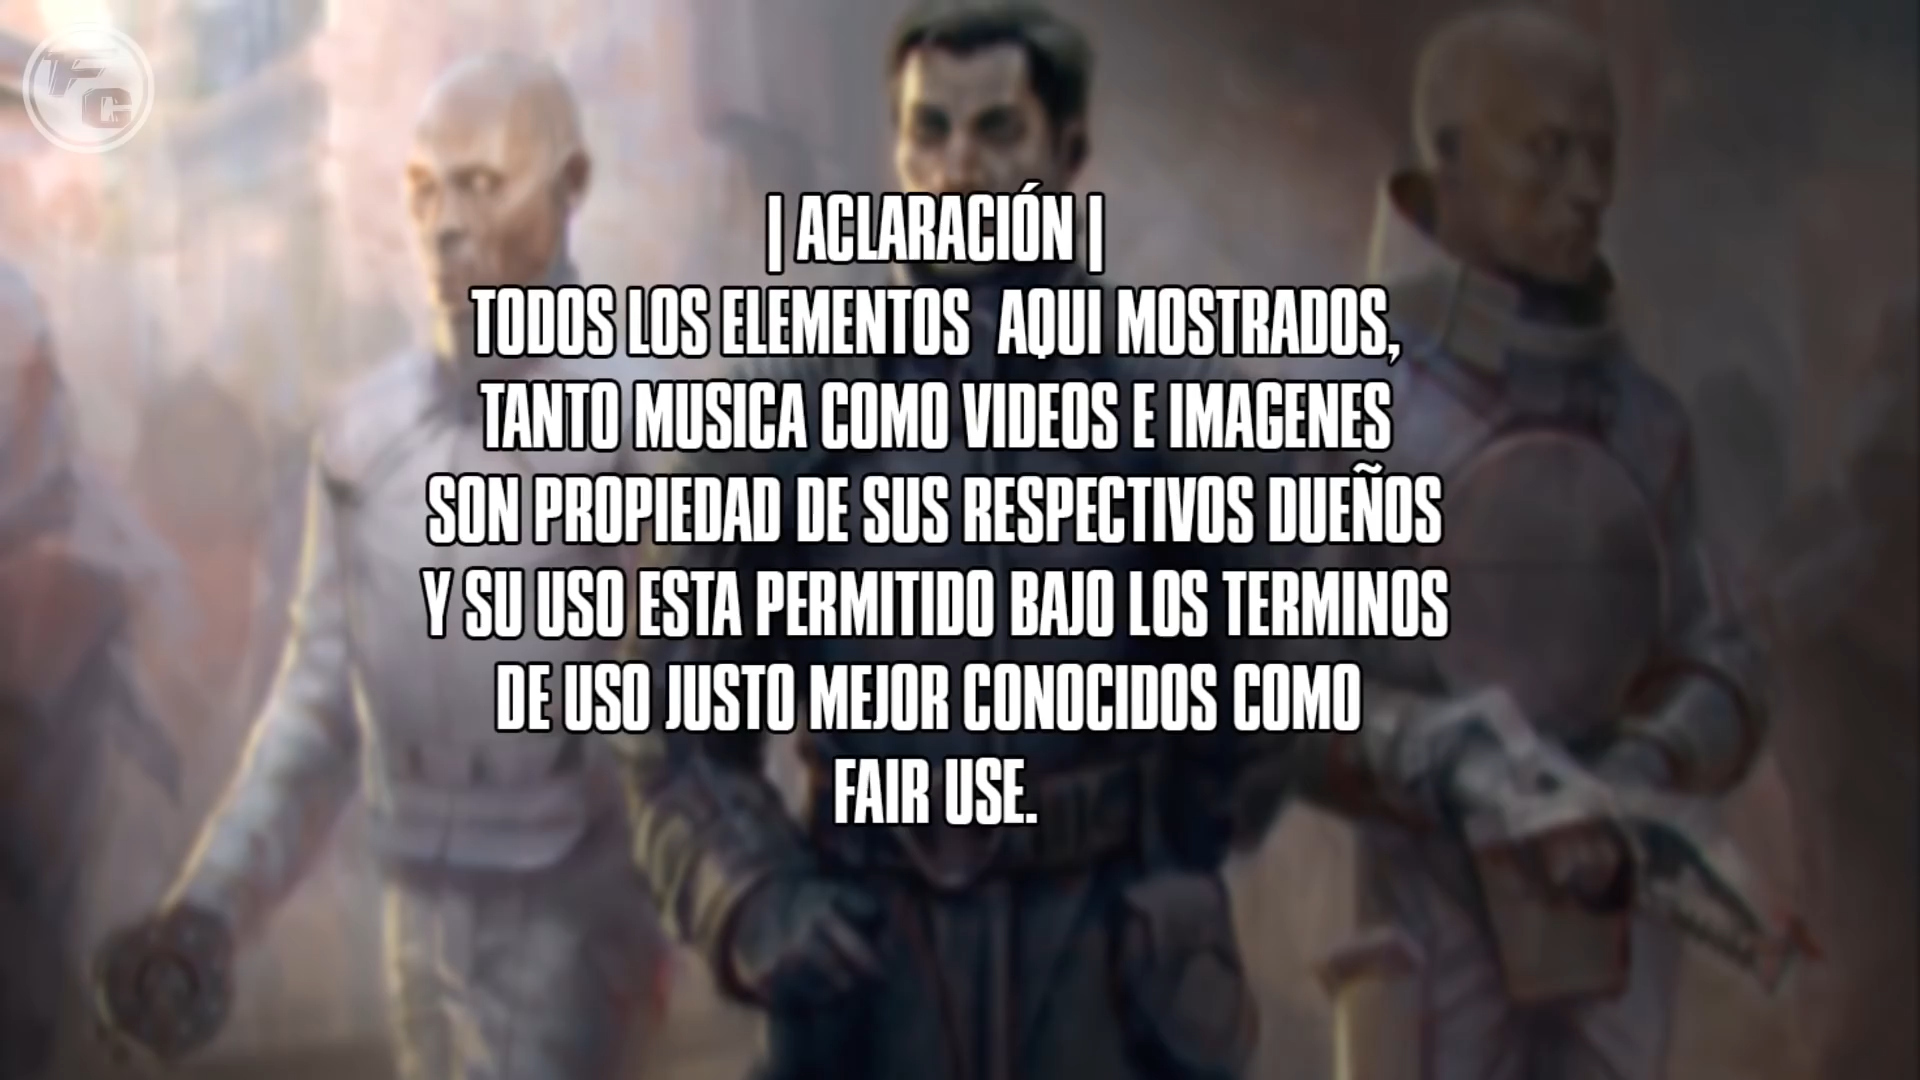 | ACLARACIÓN |
TODOS LOS ELEMENTOS AQUI MOSTRADOS,
TANTO MUSICA COMO VIDEOS E IMAGENES
SON PROPIEDAD DE SUS RESPECTIVOS DUEÑOS
Y SU USO ESTA PERMITIDO BAJO LOS TERMINOS
DE USO JUSTO MEJOR CONOCIDOS COMO
FAIR USE.